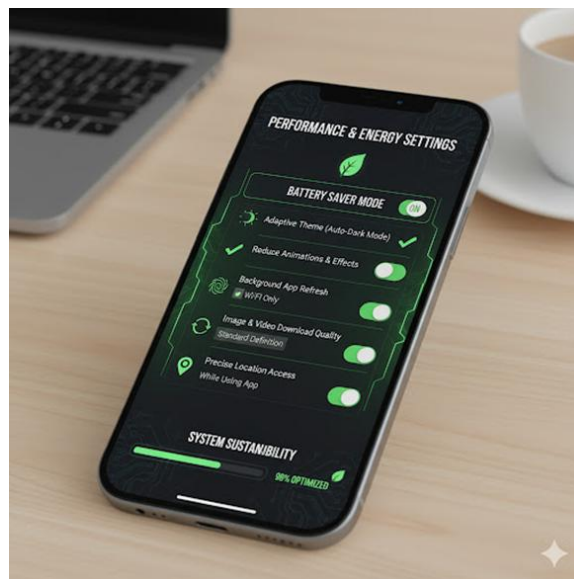 PERFORMANCE & ENERGY SETTINGS
BATTERY SAVER MODE
ON
Adaptive Theme (Auto-Dark Mode)
Reduce Animations & Effects
Background App Refresh
Wi-Fi Only
Image & Video Download Quality
Standard Definition
Precise Location Access
While Using App
SYSTEM SUSTANIBILITY
98% OPTIMIZED